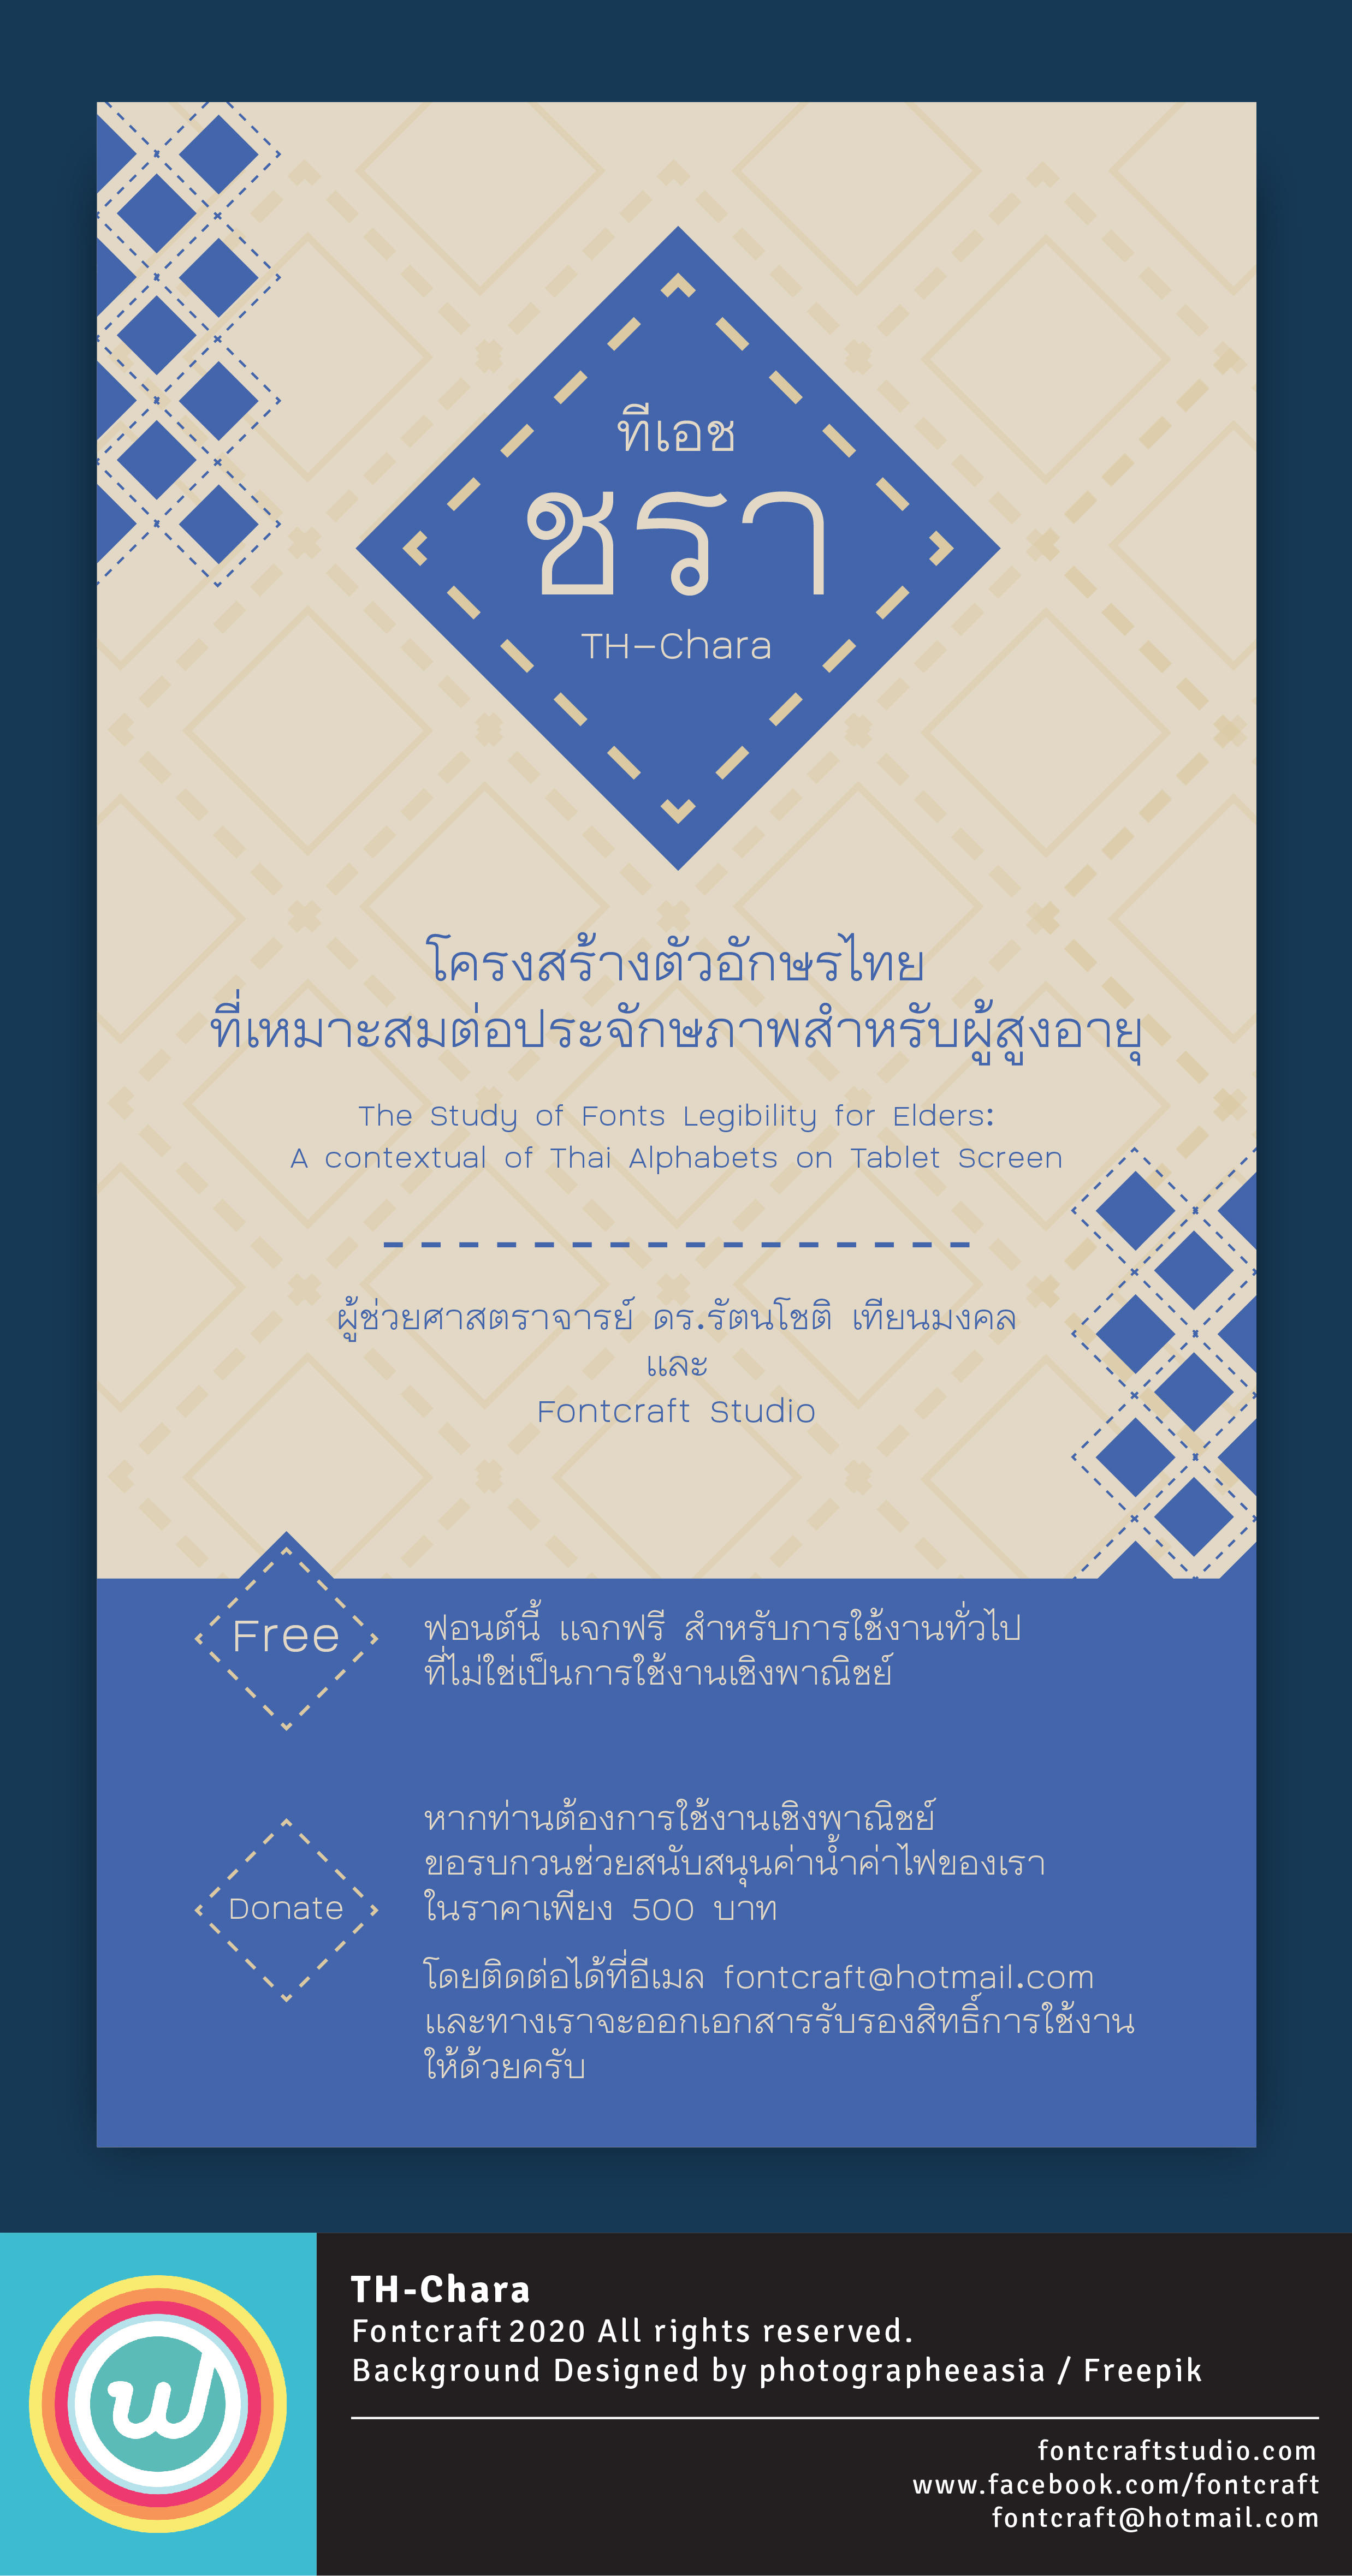 ทีเอช
ชรา
TH-Chara
โครงสร้างตัวอักษรไทย
ที่เหมาะสมต่อประจักษภาพสำหรับผู้สูงอายุ
The Study of Fonts Legibility for Elders:
A contextual of Thai Alphabets on Tablet Screen
ผู้ช่วยศาสตราจารย์ ดร.รัตนโชติ เทียนมงคล
และ
Fontcraft Studio
Free
ฟอนต์นี้ แจกฟรี สำหรับการใช้งานทั่วไป
ที่ไม่ใช่เป็นการใช้งานเชิงพาณิชย์
Donate
หากท่านต้องการใช้งานเชิงพาณิชย์
ขอรบกวนช่วยสนับสนุนค่าน้ำค่าไฟของเรา
ในราคาเพียง 500 บาท
โดยติดต่อได้ที่อีเมล fontcraft@hotmail.com
และทางเราจะออกเอกสารรับรองสิทธิ์การใช้งาน
ให้ด้วยครับ
TH-Chara
Fontcraft 2020 All rights reserved.
Background Designed by photographeeasia / Freepik
fontcraftstudio.com
www.facebook.com/fontcraft
fontcraft@hotmail.com